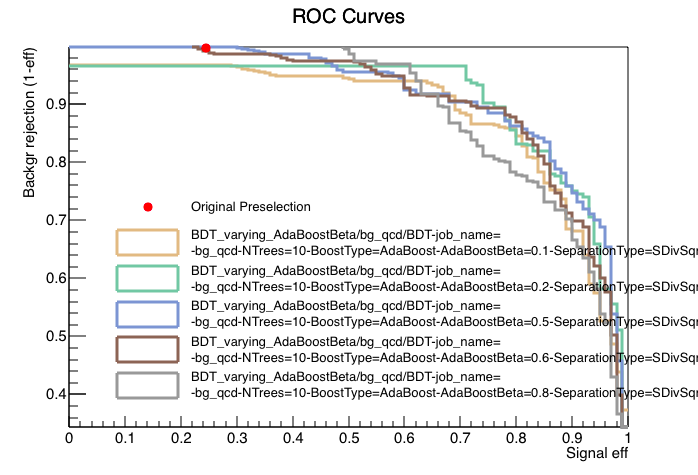 ROC Curves
Backgr rejection (1-eff)
0.9
0.8
0.7
0.6
0.5
0.4
Original Preselection
BDT_varying_AdaBoostBeta/bg_qcd/BDT-job_name=
-bg_qcd-NTrees=10-BoostType=AdaBoost-AdaBoostBeta=0.1-SeparationType=SDivSqr
BDT_varying_AdaBoostBeta/bg_qcd/BDT-job_name=
-bg_qcd-NTrees=10-BoostType=AdaBoost-AdaBoostBeta=0.2-SeparationType=SDivSqr
BDT_varying_AdaBoostBeta/bg_qcd/BDT-job_name=
-bg_qcd-NTrees=10-BoostType=AdaBoost-AdaBoostBeta=0.5-SeparationType=SDivSqr
BDT_varying_AdaBoostBeta/bg_qcd/BDT-job_name=
-bg_qcd-NTrees=10-BoostType=AdaBoost-AdaBoostBeta=0.6-SeparationType=SDivSqr
BDT_varying_AdaBoostBeta/bg_qcd/BDT-job_name=
-bg_qcd-NTrees=10-BoostType=AdaBoost-AdaBoostBeta=0.8-SeparationType=SDivSqr
0 0.1 0.2 0.3 0.4 0.5 0.6 0.7 0.8 0.9 1
Signal eff